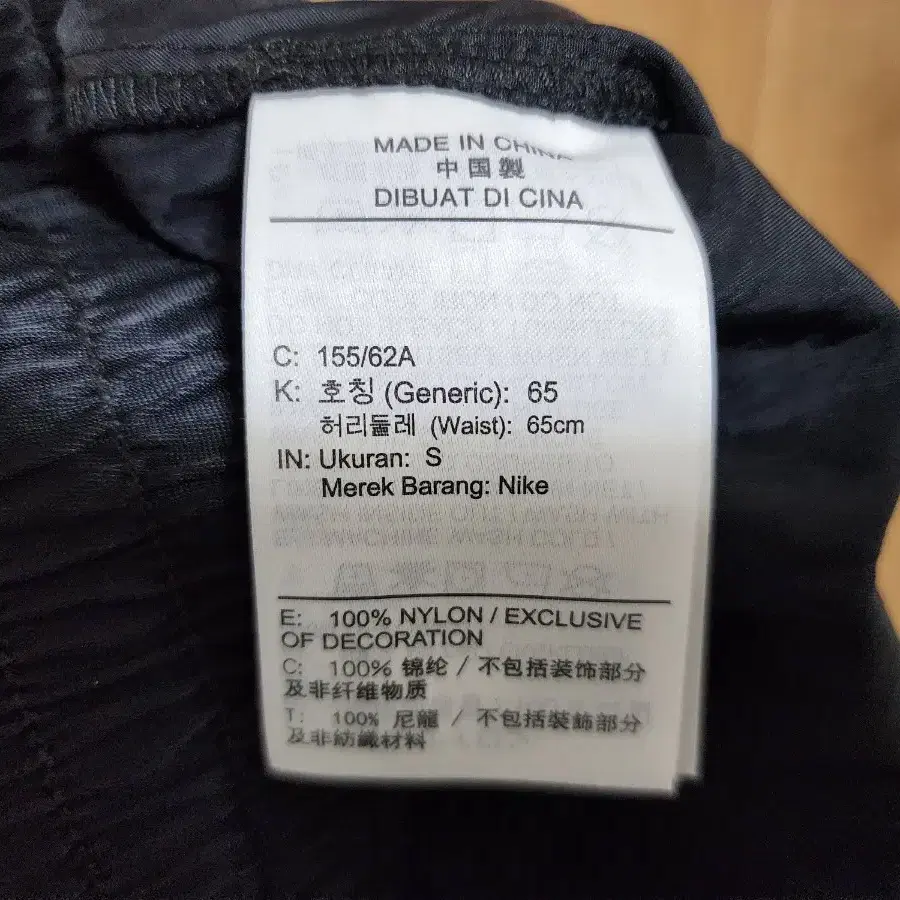 MADE IN CHINA
中国製
DIBUAT DI CINA
C: 155/62A
K: 호칭 (Generic): 65
허리둘레 (Waist): 65cm
IN: Ukuran: S
Merek Barang: Nike
E: 100% NYLON / EXCLUSIVE
OF DECORATION
C: 100% 锦纶 / 不包括装饰部分
及非纤维物质
T: 100% 尼龍 / 不包括裝飾部分
及非紡織材料